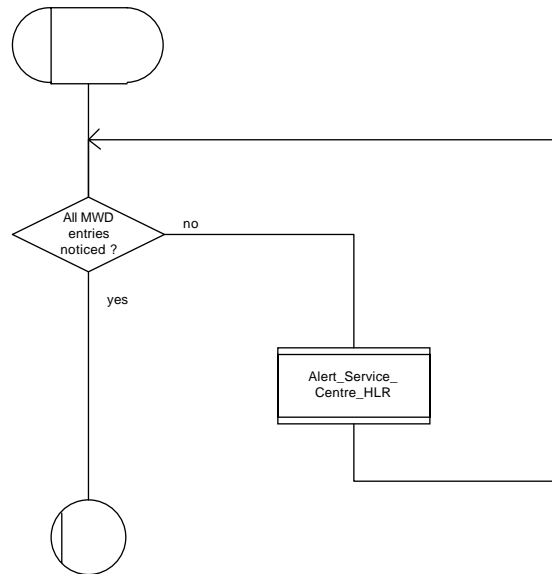 All MWD
entries
noticed ?
no
yes
Alert_Service_
Centre_HLR